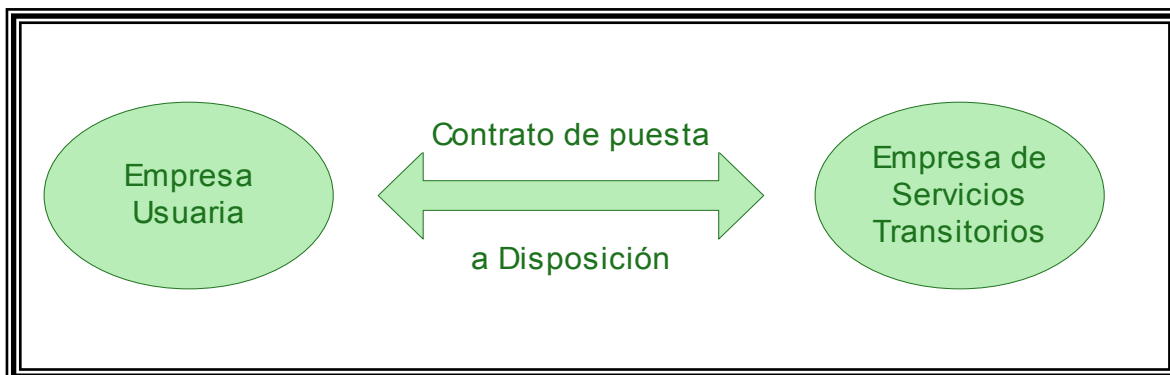 Empresa
Usuaria
Contrato de puesta
a Disposición
Empresa de
Servicios
Transitorios